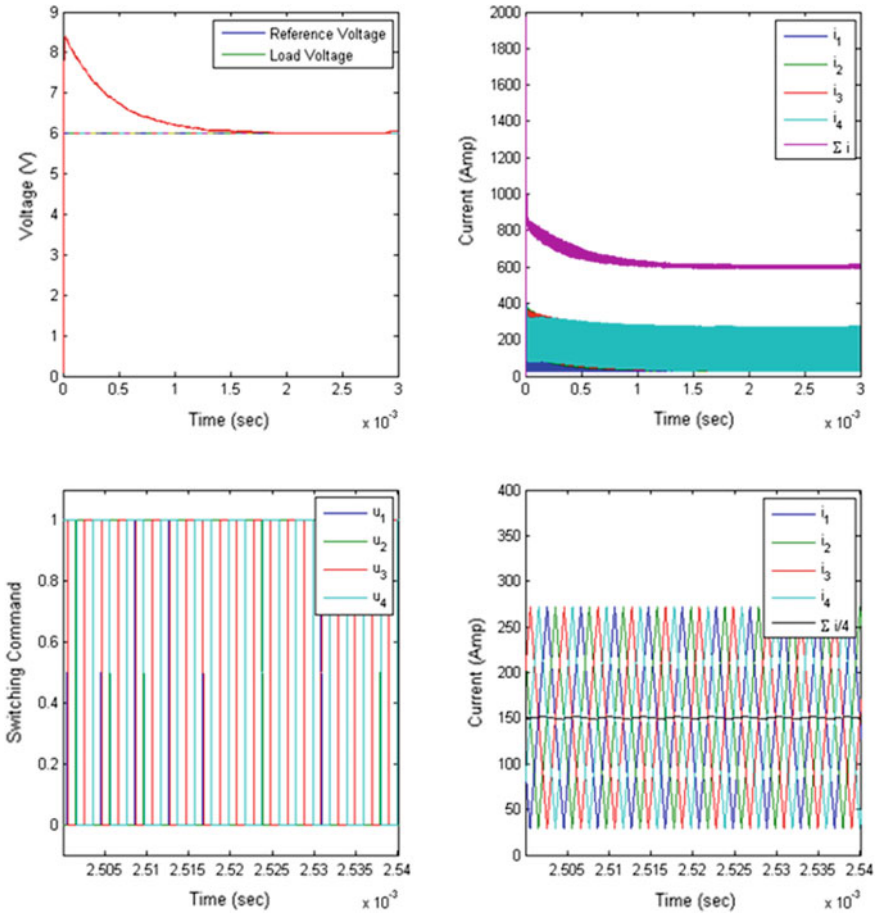 9
8
7
6
5
4
3
2
1
0
Voltage (V)
Reference Voltage
Load Voltage
0 0.5 1 1.5 2 2.5 3
Time (sec)
x 10⁻³
2000
1800
1600
1400
1200
1000
800
600
400
200
0
Current (Amp)
i₁
i₂
i₃
i₄
Σ i
0 0.5 1 1.5 2 2.5 3
Time (sec)
x 10⁻³
1
0.8
0.6
0.4
0.2
0
Switching Command
u₁
u₂
u₃
u₄
2.505 2.51 2.515 2.52 2.525 2.53 2.535 2.54
Time (sec)
x 10⁻³
400
350
300
250
200
150
100
50
0
Current (Amp)
i₁
i₂
i₃
i₄
Σ i/4
2.505 2.51 2.515 2.52 2.525 2.53 2.535 2.54
Time (sec)
x 10⁻³